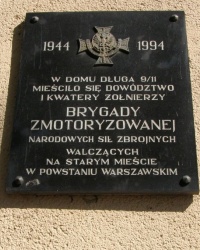 1944 1994
W DOMU DŁUGA 9/11
MIEŚCIŁO SIĘ DOWÓDZTWO
I KWATERY ŻOŁNIERZY
BRYGADY
ZMOTORYZOWANEJ
NARODOWYCH SIŁ ZBROJNYCH
WALCZĄCYCH
NA STARYM MIEŚCIE
W POWSTANIU WARSZAWSKIM